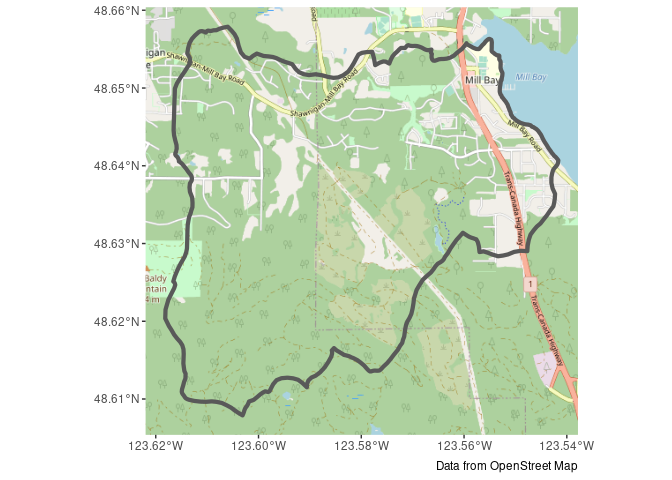 48.66°N
48.65°N
48.64°N
48.63°N
48.62°N
48.61°N
oad
igan
e
Shawnigan-Mill Bay Road
Shawnigan Mill Bay Road
Mill Bay
Mill Bay
Mill Bay Road
Trans-Canada Highway
1
Trans-Canada Highway
Baldy
ntain
4 m
123.62°W
123.60°W
123.58°W
123.56°W
123.54°W
Data from OpenStreet Map